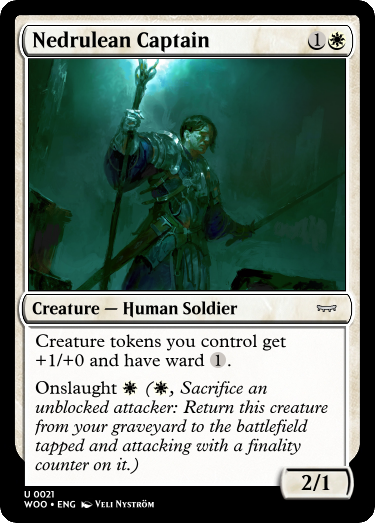 Nedrulean Captain 1
Creature — Human Soldier
Creature tokens you control get
+1/+0 and have ward 1.
Onslaught (, Sacrifice an
unblocked attacker: Return this creature
from your graveyard to the battlefield
tapped and attacking with a finality
counter on it.)
2/1
U 0021
WOO • ENG Veli Nyström